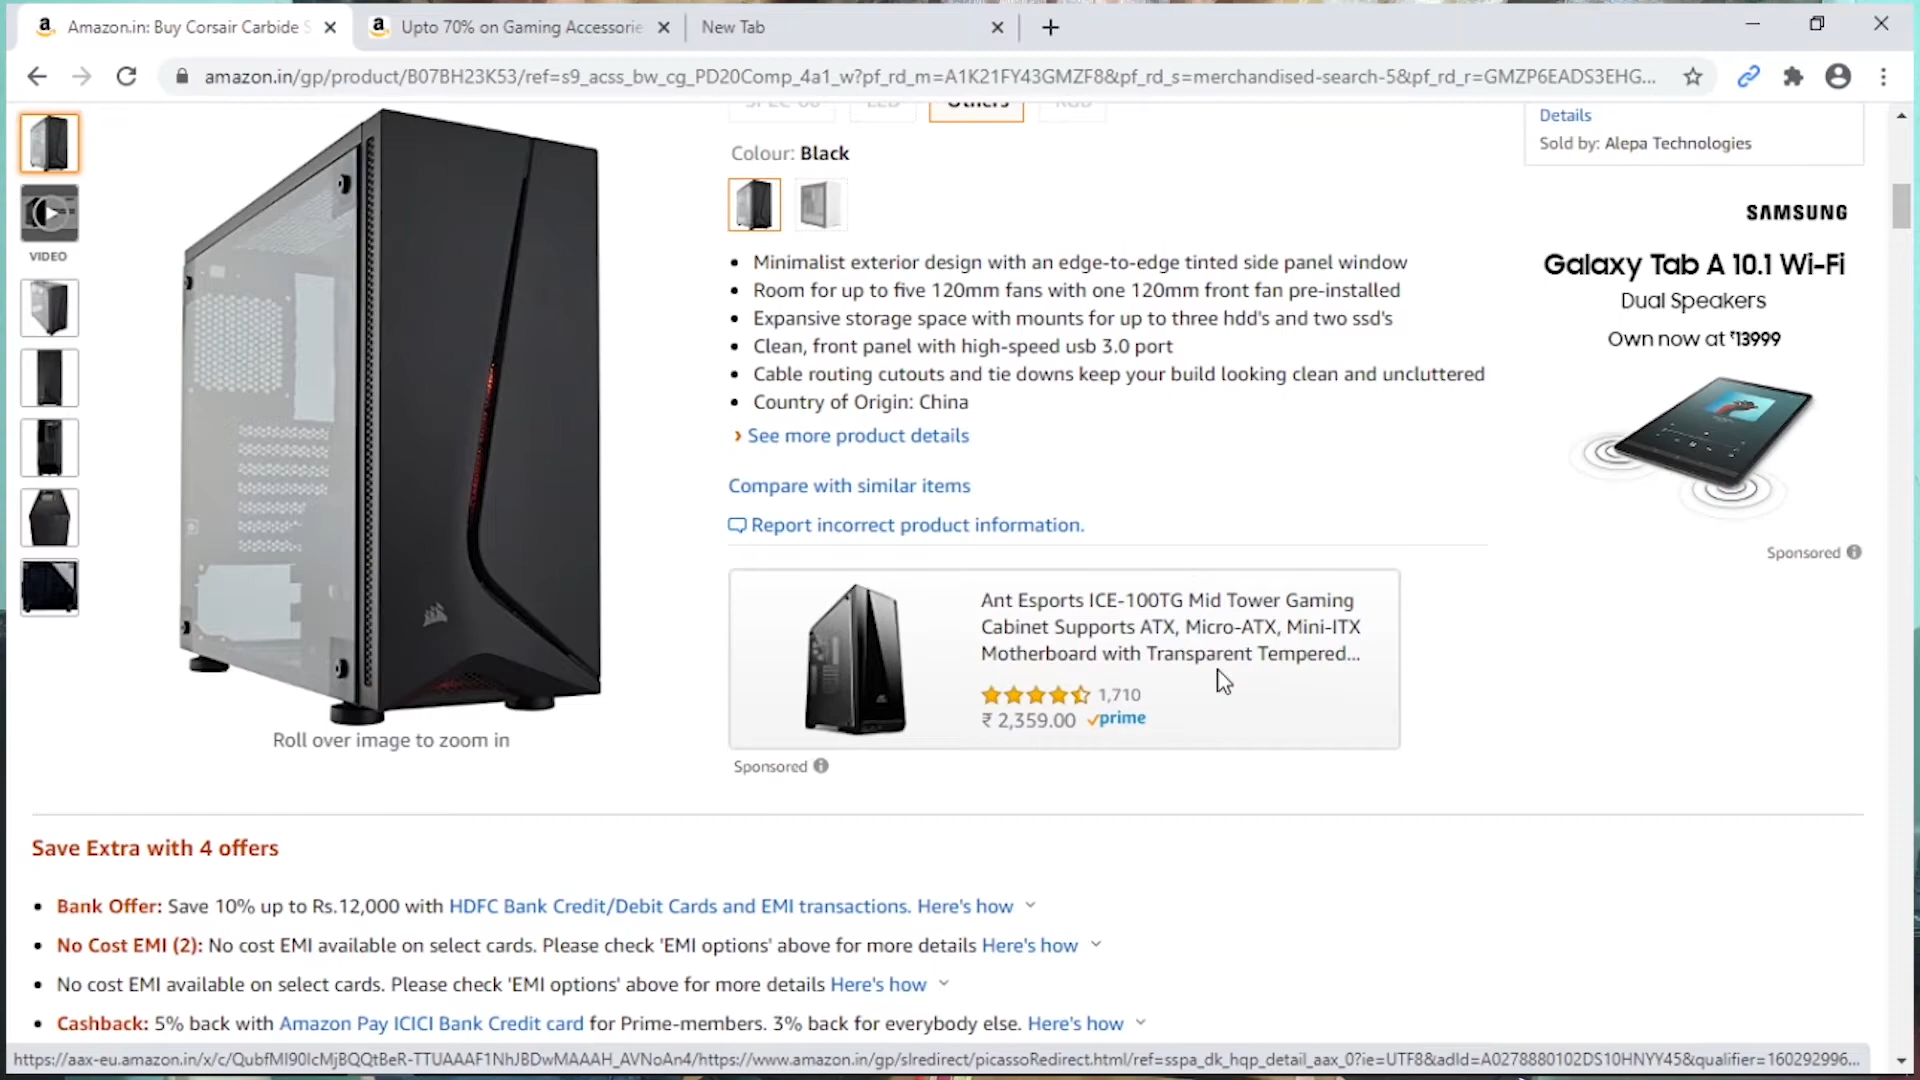 Amazon.in: Buy Corsair Carbide S
Upto 70% on Gaming Accessorie
New Tab
amazon.in/gp/product/B07BH23K53/ref=s9_acss_bw_cg_PD20Comp_4a1_w?pf_rd_m=A1K21FY43GMZF8&pf_rd_s=merchandised-search-5&pf_rd_r=GMZP6EADS3EHG...
SPEC-06 LED Others RGB
Details
Sold by: Alepa Technologies
Colour: Black
VIDEO
Minimalist exterior design with an edge-to-edge tinted side panel window
Room for up to five 120mm fans with one 120mm front fan pre-installed
Expansive storage space with mounts for up to three hdd's and two ssd's
Clean, front panel with high-speed usb 3.0 port
Cable routing cutouts and tie downs keep your build looking clean and uncluttered
Country of Origin: China
› See more product details
Compare with similar items
Report incorrect product information.
SAMSUNG
Galaxy Tab A 10.1 Wi-Fi
Dual Speakers
Own now at ₹13999
Sponsored
Ant Esports ICE-100TG Mid Tower Gaming
Cabinet Supports ATX, Micro-ATX, Mini-ITX
Motherboard with Transparent Tempered...
1,710
₹ 2,359.00 prime
Sponsored
Roll over image to zoom in
Save Extra with 4 offers
Bank Offer: Save 10% up to Rs.12,000 with HDFC Bank Credit/Debit Cards and EMI transactions. Here's how
No Cost EMI (2): No cost EMI available on select cards. Please check 'EMI options' above for more details Here's how
No cost EMI available on select cards. Please check 'EMI options' above for more details Here's how
Cashback: 5% back with Amazon Pay ICICI Bank Credit card for Prime-members. 3% back for everybody else. Here's how
https://aax-eu.amazon.in/x/c/QubfMI90IcMjBQQtBeR-TTUAAAF1NhJBDwMAAAH_AVNoAn4/https://www.amazon.in/gp/slredirect/picassoRedirect.html/ref=sspa_dk_hqp_detail_aax_0?ie=UTF8&adId=A0278880102DS10HNYY45&qualifier=160292996...